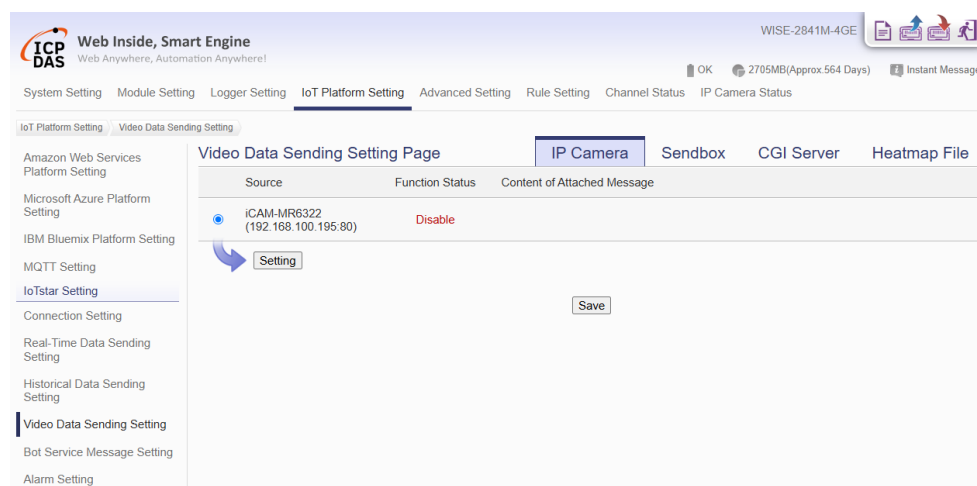 WISE-2841M-4GE
ICP
DAS
Web Inside, Smart Engine
Web Anywhere, Automation Anywhere!
OK
2705MB(Approx.564 Days)
Instant Message
System Setting Module Setting Logger Setting IoT Platform Setting Advanced Setting Rule Setting Channel Status IP Camera Status
IoT Platform Setting Video Data Sending Setting
Amazon Web Services
Platform Setting
Microsoft Azure Platform
Setting
IBM Bluemix Platform Setting
MQTT Setting
IoTstar Setting
Connection Setting
Real-Time Data Sending
Setting
Historical Data Sending
Setting
Video Data Sending Setting
Bot Service Message Setting
Alarm Setting
Video Data Sending Setting Page
IP Camera Sendbox CGI Server Heatmap File
Source Function Status Content of Attached Message
iCAM-MR6322
(192.168.100.195:80)
Disable
Setting
Save